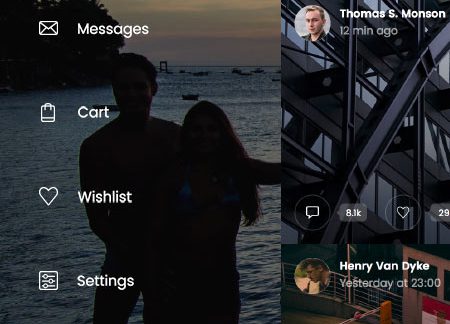 Messages
Cart
Wishlist
Settings
Thomas S. Monson
12 min ago
8.1k
29
Henry Van Dyke
Yesterday at 23:00